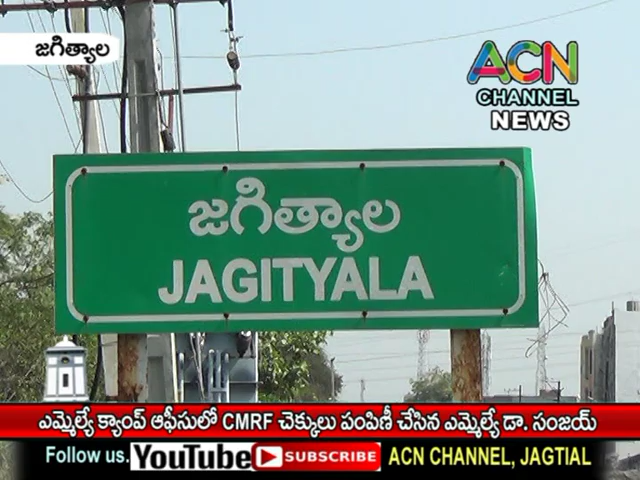 జగిత్యాల
ACN
CHANNEL
NEWS
జగిత్యాల
JAGITYALA
ఎమ్మెల్యే క్యాంప్ ఆఫీసులో CMRF చెక్కులు పంపిణీ చేసిన ఎమ్మెల్యే డా. సంజయ్
Follow us. YouTube SUBSCRIBE ACN CHANNEL, JAGTIAL